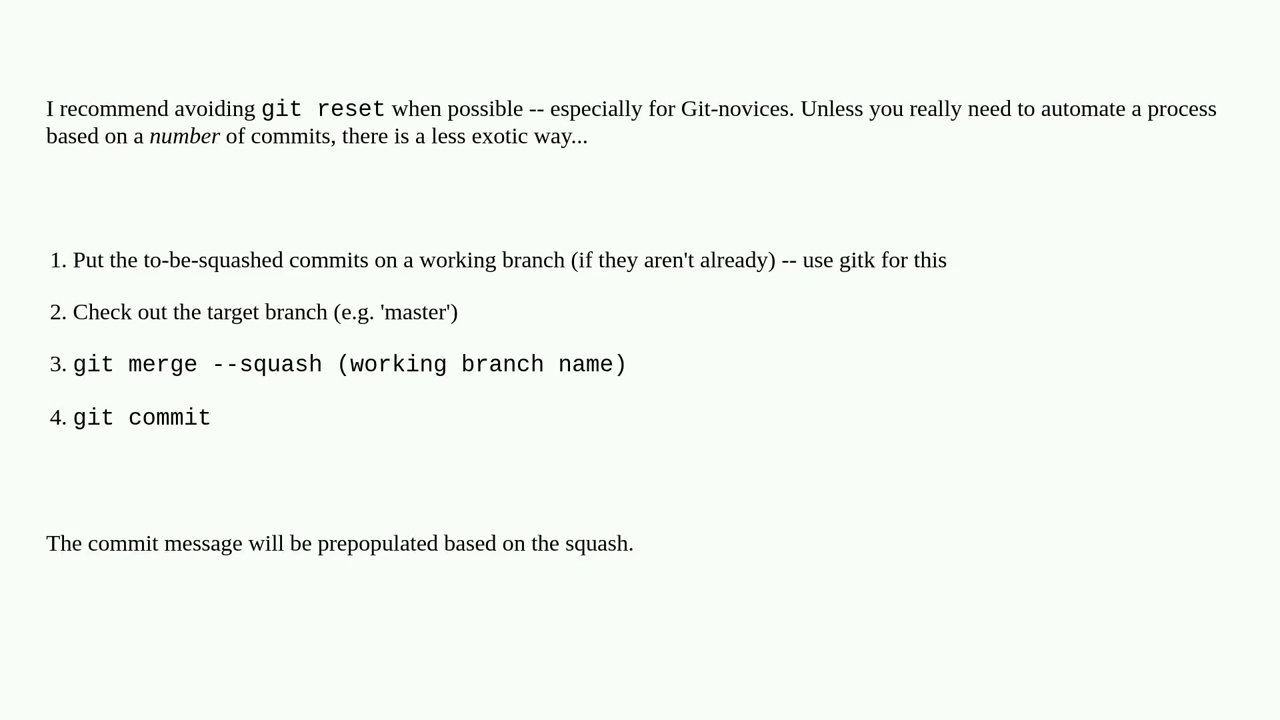 I recommend avoiding git reset when possible -- especially for Git-novices. Unless you really need to automate a process
based on a number of commits, there is a less exotic way...
1. Put the to-be-squashed commits on a working branch (if they aren't already) -- use gitk for this
2. Check out the target branch (e.g. 'master')
3. git merge --squash (working branch name)
4. git commit
The commit message will be prepopulated based on the squash.